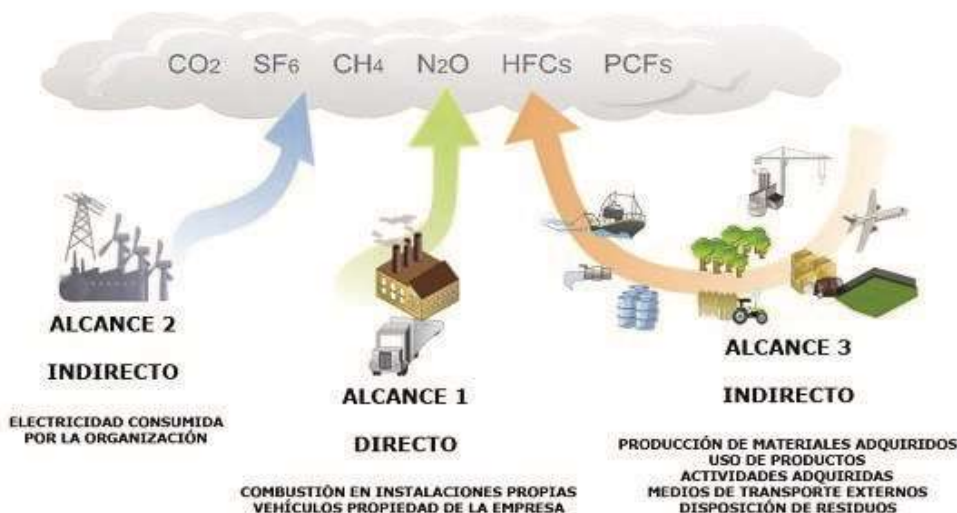 CO2 SF6 CH4 N2O HFCs PCFs
ALCANCE 2
INDIRECTO
ELECTRICIDAD CONSUMIDA
POR LA ORGANIZACIÓN
ALCANCE 1
DIRECTO
COMBUSTIÒN EN INSTALACIONES PROPIAS
VEHÍCULOS PROPIEDAD DE LA EMPRESA
ALCANCE 3
INDIRECTO
PRODUCCIÓN DE MATERIALES ADQUIRIDOS
USO DE PRODUCTOS
ACTIVIDADES ADQUIRIDAS
MEDIOS DE TRANSPORTE EXTERNOS
DISPOSICIÓN DE RESIDUOS